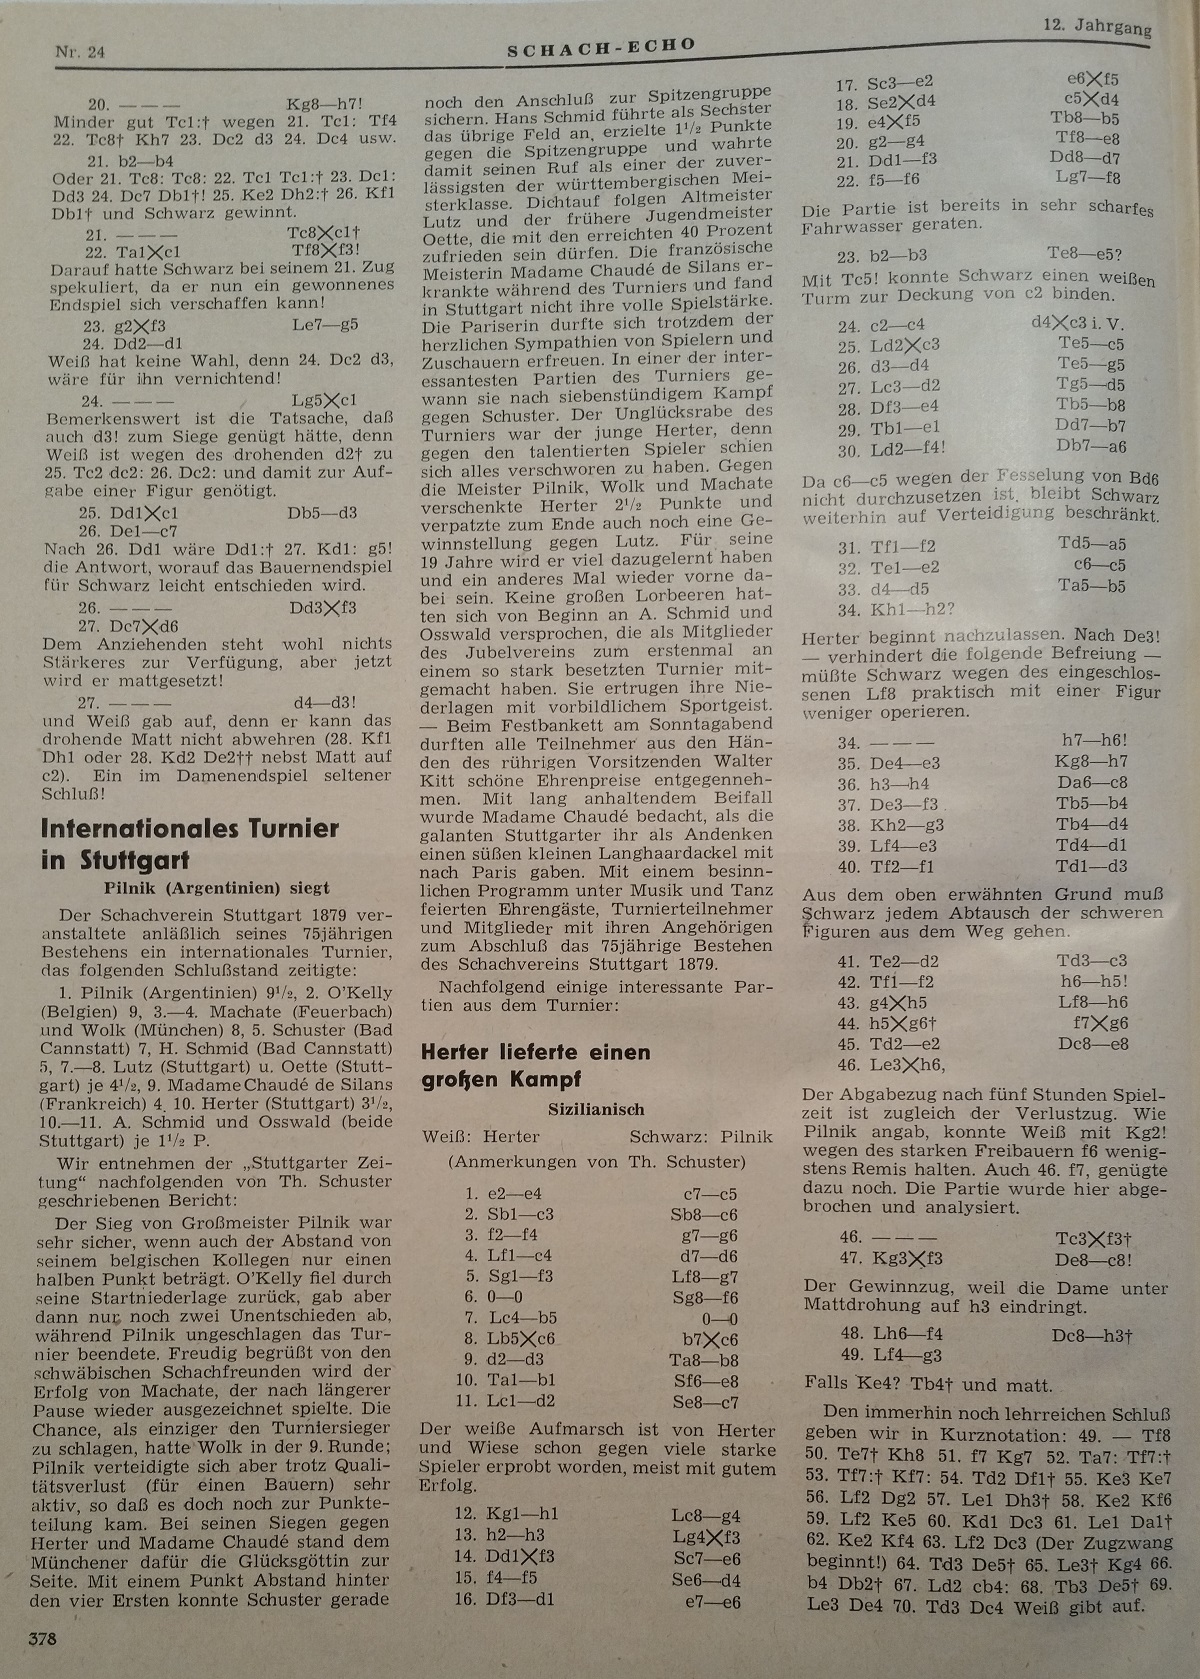 Nr. 24
SCHACH-ECHO
12. Jahrgang
20. — — — Kg8—h7!
Minder gut Tc1:† wegen 21. Tc1: Tf4
22. Tc8† Kh7 23. Dc2 d3 24. Dc4 usw.
21. b2—b4
Oder 21. Tc8: Tc8: 22. Tc1 Tc1:† 23. Dc1:
Dd3 24. Dc7 Db1†! 25. Ke2 Dh2:† 26. Kf1
Db1† und Schwarz gewinnt.
21. — — — Tc8✕c1†
22. Ta1✕c1 Tf8✕f3!
Darauf hatte Schwarz bei seinem 21. Zug
spekuliert, da er nun ein gewonnenes
Endspiel sich verschaffen kann!
23. g2✕f3 Le7—g5
24. Dd2—d1
Weiß hat keine Wahl, denn 24. Dc2 d3,
wäre für ihn vernichtend!
24. — — — Lg5✕c1
Bemerkenswert ist die Tatsache, daß
auch d3! zum Siege genügt hätte, denn
Weiß ist wegen des drohenden d2† zu
25. Tc2 dc2: 26. Dc2: und damit zur Auf-
gabe einer Figur genötigt.
25. Dd1✕c1 Db5—d3
26. De1—c7
Nach 26. Dd1 wäre Dd1:† 27. Kd1: g5!
die Antwort, worauf das Bauernendspiel
für Schwarz leicht entschieden wird.
26. — — — Dd3✕f3
27. Dc7✕d6
Dem Anziehenden steht wohl nichts
Stärkeres zur Verfügung, aber jetzt
wird er mattgesetzt!
27. — — — d4—d3!
und Weiß gab auf, denn er kann das
drohende Matt nicht abwehren (28. Kf1
Dh1 oder 28. Kd2 De2†† nebst Matt auf
c2). Ein im Damenendspiel seltener
Schluß!
Internationales Turnier
in Stuttgart
Pilnik (Argentinien) siegt
Der Schachverein Stuttgart 1879 ver-
anstaltete anläßlich seines 75jährigen
Bestehens ein internationales Turnier,
das folgenden Schlußstand zeitigte:
1. Pilnik (Argentinien) 9¹/₂, 2. O'Kelly
(Belgien) 9, 3.—4. Machate (Feuerbach)
und Wolk (München) 8, 5. Schuster (Bad
Cannstatt) 7, H. Schmid (Bad Cannstatt)
5, 7.—8. Lutz (Stuttgart) u. Oette (Stutt-
gart) je 4¹/₂, 9. Madame Chaudé de Silans
(Frankreich) 4, 10. Herter (Stuttgart) 3¹/₂,
10.—11. A. Schmid und Osswald (beide
Stuttgart) je 1¹/₂ P.
Wir entnehmen der „Stuttgarter Zei-
tung“ nachfolgenden von Th. Schuster
geschriebenen Bericht:
Der Sieg von Großmeister Pilnik war
sehr sicher, wenn auch der Abstand von
seinem belgischen Kollegen nur einen
halben Punkt beträgt. O'Kelly fiel durch
seine Startniederlage zurück, gab aber
dann nur noch zwei Unentschieden ab,
während Pilnik ungeschlagen das Tur-
nier beendete. Freudig begrüßt von den
schwäbischen Schachfreunden wird der
Erfolg von Machate, der nach längerer
Pause wieder ausgezeichnet spielte. Die
Chance, als einziger den Turniersieger
zu schlagen, hatte Wolk in der 9. Runde;
Pilnik verteidigte sich aber trotz Quali-
tätsverlust (für einen Bauern) sehr
aktiv, so daß es doch noch zur Punkte-
teilung kam. Bei seinen Siegen gegen
Herter und Madame Chaudé stand dem
Münchener dafür die Glücksgöttin zur
Seite. Mit einem Punkt Abstand hinter
den vier Ersten konnte Schuster gerade
378
noch den Anschluß zur Spitzengruppe
sichern. Hans Schmid führte als Sechster
das übrige Feld an, erzielte 1¹/₂ Punkte
gegen die Spitzengruppe und wahrte
damit seinen Ruf als einer der zuver-
lässigsten der württembergischen Mei-
sterklasse. Dichtauf folgen Altmeister
Lutz und der frühere Jugendmeister
Oette, die mit den erreichten 40 Prozent
zufrieden sein dürfen. Die französische
Meisterin Madame Chaudé de Silans er-
krankte während des Turniers und fand
in Stuttgart nicht ihre volle Spielstärke.
Die Pariserin durfte sich trotzdem der
herzlichen Sympathien von Spielern und
Zuschauern erfreuen. In einer der inter-
essantesten Partien des Turniers ge-
wann sie nach siebenstündigem Kampf
gegen Schuster. Der Unglücksrabe des
Turniers war der junge Herter, denn
gegen den talentierten Spieler schien
sich alles verschworen zu haben. Gegen
die Meister Pilnik, Wolk und Machate
verschenkte Herter 2¹/₂ Punkte und
verpatzte zum Ende auch noch eine Ge-
winnstellung gegen Lutz. Für seine
19 Jahre wird er viel dazugelernt haben
und ein anderes Mal wieder vorne da-
bei sein. Keine großen Lorbeeren hat-
ten sich von Beginn an A. Schmid und
Osswald versprochen, die als Mitglieder
des Jubelvereins zum erstenmal an
einem so stark besetzten Turnier mit-
gemacht haben. Sie ertrugen ihre Nie-
derlagen mit vorbildlichem Sportgeist.
— Beim Festbankett am Sonntagabend
durften alle Teilnehmer aus den Hän-
den des rührigen Vorsitzenden Walter
Kitt schöne Ehrenpreise entgegenneh-
men. Mit lang anhaltendem Beifall
wurde Madame Chaudé bedacht, als die
galanten Stuttgarter ihr als Andenken
einen süßen kleinen Langhaardackel mit
nach Paris gaben. Mit einem besinn-
lichen Programm unter Musik und Tanz
feierten Ehrengäste, Turnierteilnehmer
und Mitglieder mit ihren Angehörigen
zum Abschluß das 75jährige Bestehen
des Schachvereins Stuttgart 1879.
Nachfolgend einige interessante Par-
tien aus dem Turnier:
Herter lieferte einen
großen Kampf
Sizilianisch
Weiß: Herter Schwarz: Pilnik
(Anmerkungen von Th. Schuster)
1. e2—e4 c7—c5
2. Sb1—c3 Sb8—c6
3. f2—f4 g7—g6
4. Lf1—c4 d7—d6
5. Sg1—f3 Lf8—g7
6. 0—0 Sg8—f6
7. Lc4—b5 0—0
8. Lb5✕c6 b7✕c6
9. d2—d3 Ta8—b8
10. Ta1—b1 Sf6—e8
11. Lc1—d2 Se8—c7
Der weiße Aufmarsch ist von Herter
und Wiese schon gegen viele starke
Spieler erprobt worden, meist mit gutem
Erfolg.
12. Kg1—h1 Lc8—g4
13. h2—h3 Lg4✕f3
14. Dd1✕f3 Sc7—e6
15. f4—f5 Se6—d4
16. Df3—d1 e7—e6
17. Sc3—e2 e6✕f5
18. Se2✕d4 c5✕d4
19. e4✕f5 Tb8—b5
20. g2—g4 Tf8—e8
21. Dd1—f3 Dd8—d7
22. f5—f6 Lg7—f8
Die Partie ist bereits in sehr scharfes
Fahrwasser geraten.
23. b2—b3 Te8—e5?
Mit Tc5! konnte Schwarz einen weißen
Turm zur Deckung von c2 binden.
24. c2—c4 d4✕c3 i. V.
25. Ld2✕c3 Te5—c5
26. d3—d4 Te5—g5
27. Lc3—d2 Tg5—d5
28. Df3—e4 Tb5—b8
29. Tb1—e1 Dd7—b7
30. Ld2—f4! Db7—a6
Da c6—c5 wegen der Fesselung von Bd6
nicht durchzusetzen ist, bleibt Schwarz
weiterhin auf Verteidigung beschränkt.
31. Tf1—f2 Td5—a5
32. Te1—e2 c6—c5
33. d4—d5 Ta5—b5
34. Kh1—h2?
Herter beginnt nachzulassen. Nach De3!
— verhindert die folgende Befreiung —
müßte Schwarz wegen des eingeschlos-
senen Lf8 praktisch mit einer Figur
weniger operieren.
34. — — — h7—h6!
35. De4—e3 Kg8—h7
36. h3—h4 Da6—c8
37. De3—f3 Tb5—b4
38. Kh2—g3 Tb4—d4
39. Lf4—e3 Td4—d1
40. Tf2—f1 Td1—d3
Aus dem oben erwähnten Grund muß
Schwarz jedem Abtausch der schweren
Figuren aus dem Weg gehen.
41. Te2—d2 Td3—c3
42. Tf1—f2 h6—h5!
43. g4✕h5 Lf8—h6
44. h5✕g6† f7✕g6
45. Td2—e2 Dc8—e8
46. Le3✕h6,
Der Abgabezug nach fünf Stunden Spiel-
zeit ist zugleich der Verlustzug. Wie
Pilnik angab, konnte Weiß mit Kg2!
wegen des starken Freibauern f6 wenig-
stens Remis halten. Auch 46. f7, genügte
dazu noch. Die Partie wurde hier abge-
brochen und analysiert.
46. — — — Tc3✕f3†
47. Kg3✕f3 De8—c8!
Der Gewinnzug, weil die Dame unter
Mattdrohung auf h3 eindringt.
48. Lh6—f4 Dc8—h3†
49. Lf4—g3
Falls Ke4? Tb4† und matt.
Den immerhin noch lehrreichen Schluß
geben wir in Kurznotation: 49. — Tf8
50. Te7† Kh8 51. f7 Kg7 52. Ta7: Tf7:†
53. Tf7:† Kf7: 54. Td2 Df1† 55. Ke3 Ke7
56. Lf2 Dg2 57. Le1 Dh3† 58. Ke2 Kf6
59. Lf2 Ke5 60. Kd1 Dc3 61. Le1 Da1†
62. Ke2 Kf4 63. Lf2 Dc3 (Der Zugzwang
beginnt!) 64. Td3 De5† 65. Le3† Kg4 66.
b4 Db2† 67. Ld2 cb4: 68. Tb3 De5† 69.
Le3 De4 70. Td3 Dc4 Weiß gibt auf.